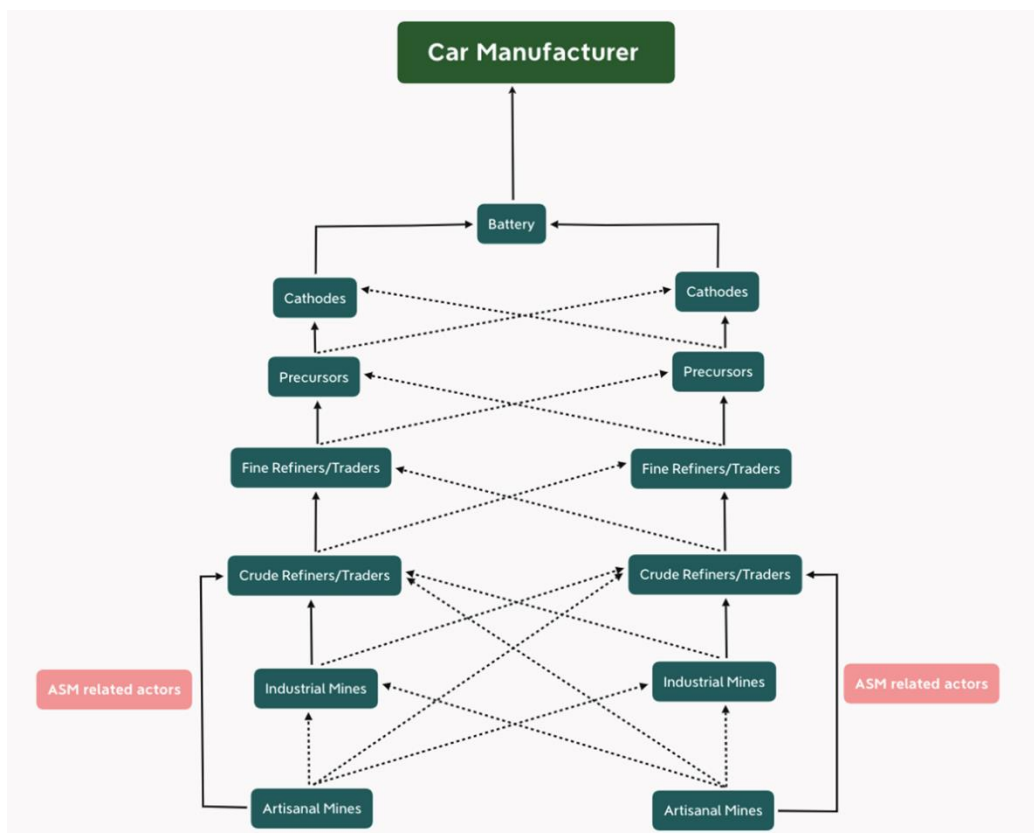 Car Manufacturer
Battery
Cathodes
Cathodes
Precursors
Precursors
Fine Refiners/Traders
Fine Refiners/Traders
Crude Refiners/Traders
Crude Refiners/Traders
ASM related actors
Industrial Mines
Industrial Mines
ASM related actors
Artisanal Mines
Artisanal Mines